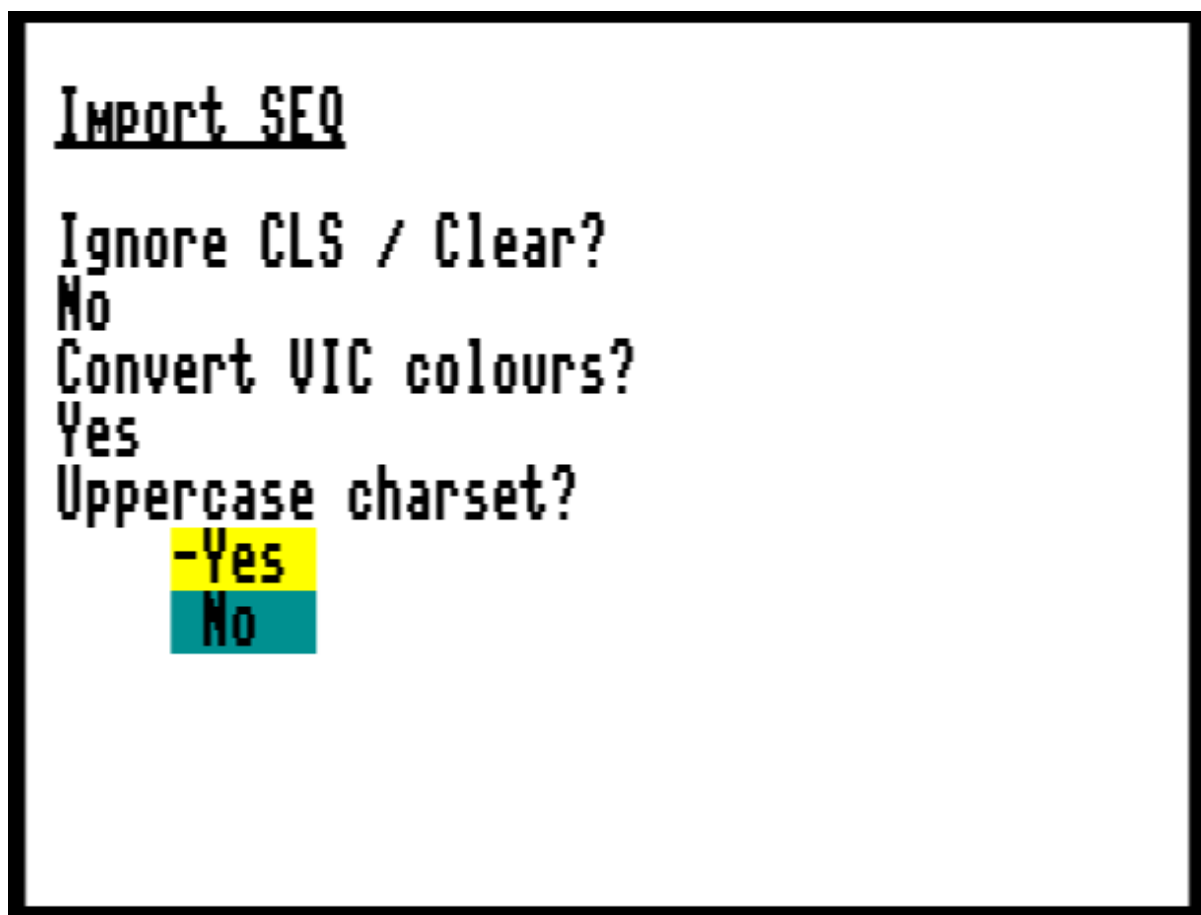 Import SEQ
Ignore CLS / Clear?
No
Convert VIC colours?
Yes
Uppercase charset?
-Yes
No